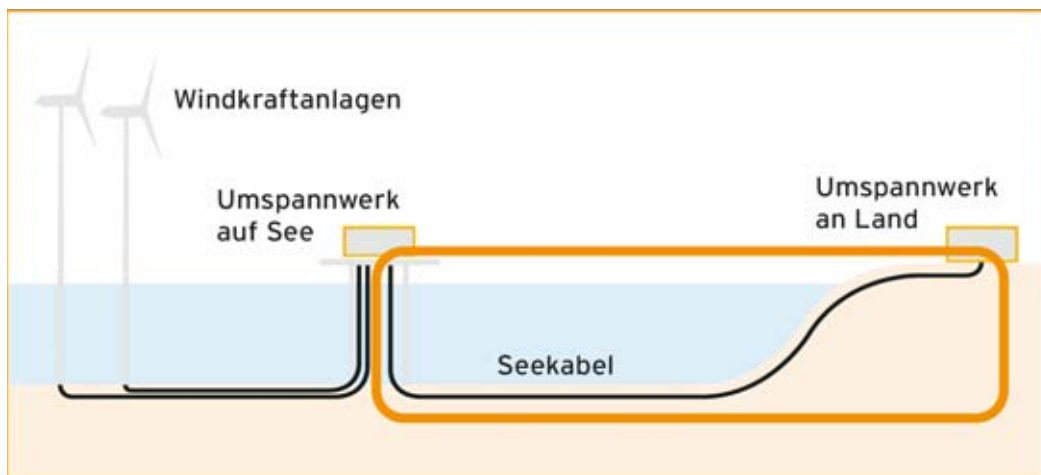 Windkraftanlagen
Umspannwerk
auf See
Umspannwerk
an Land
Seekabel